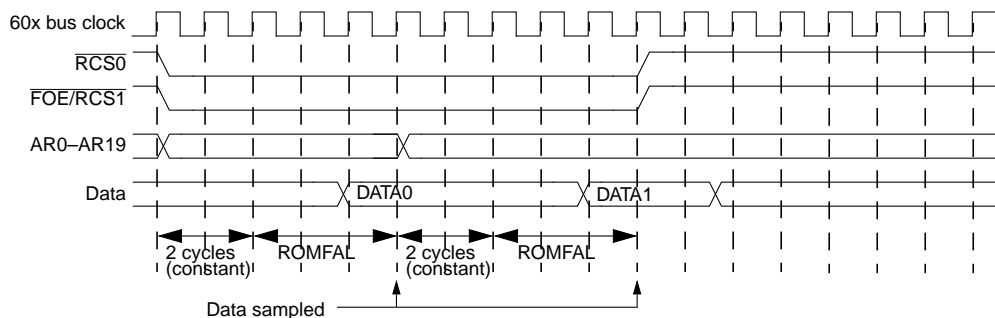 60x bus clock
RCS0
FOE/RCS1
AR0–AR19
Data
DATA0
DATA1
2 cycles
(constant)
ROMFAL
2 cycles
(constant)
ROMFAL
Data sampled